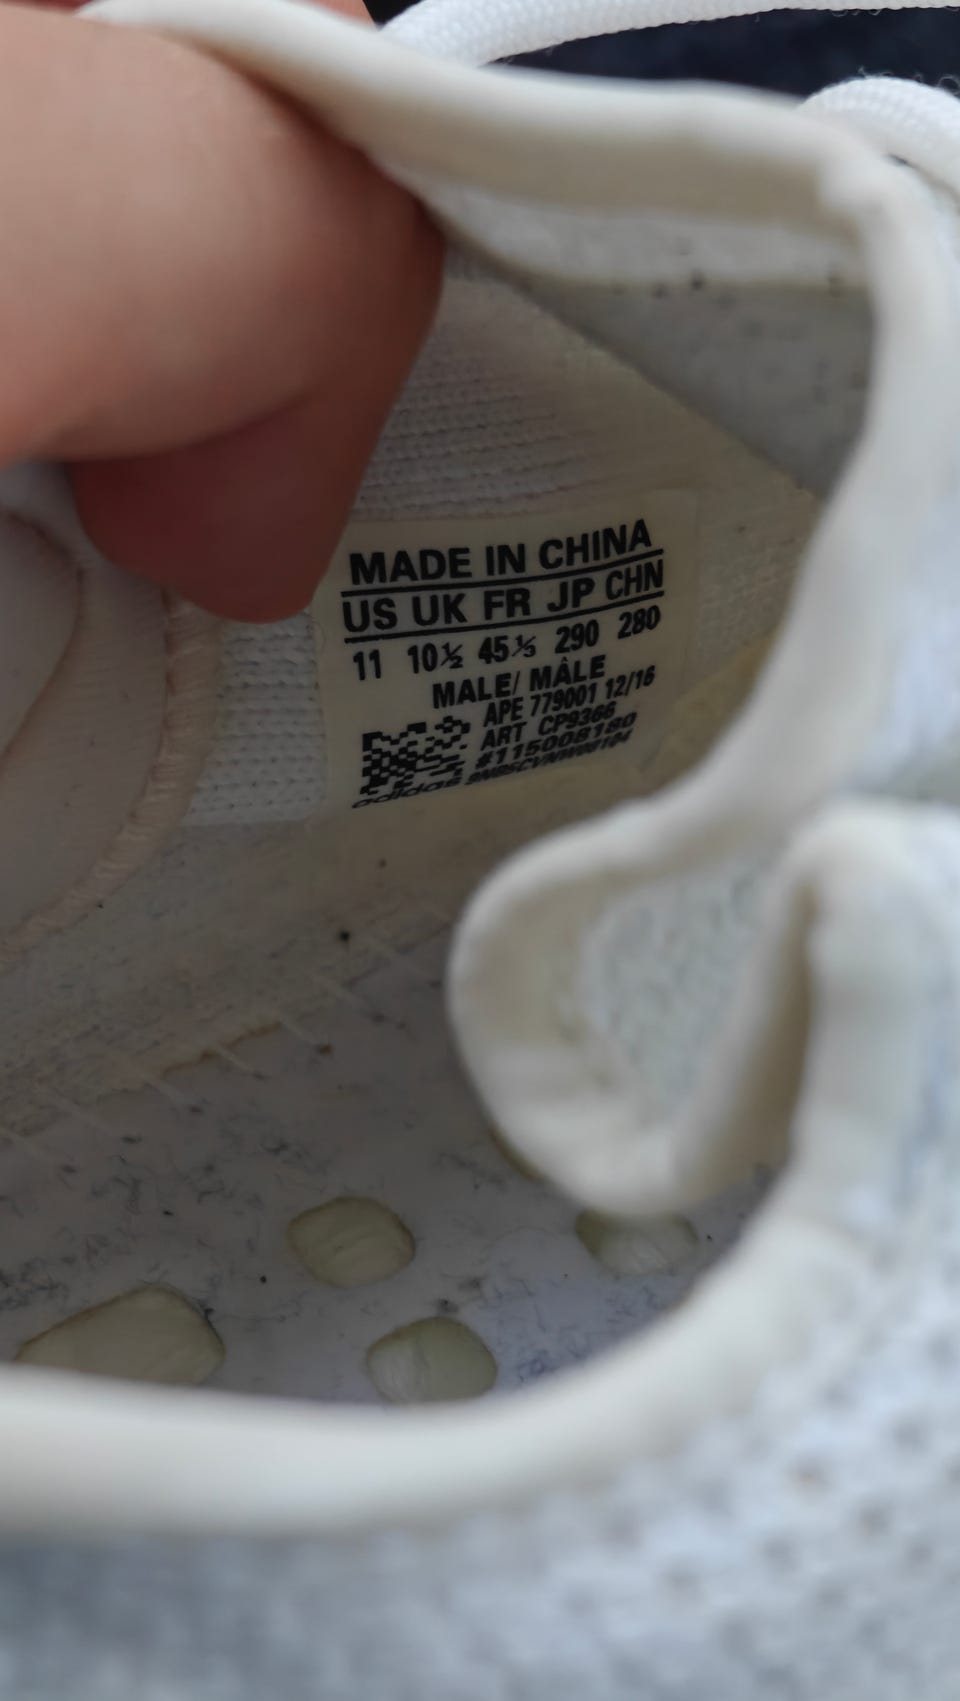 MADE IN CHINA
US UK FR JP CHN
11 10½ 45⅓ 290 280
MALE/ MÂLE
APE 779001 12/16
ART CP9366
#115008180
adidas